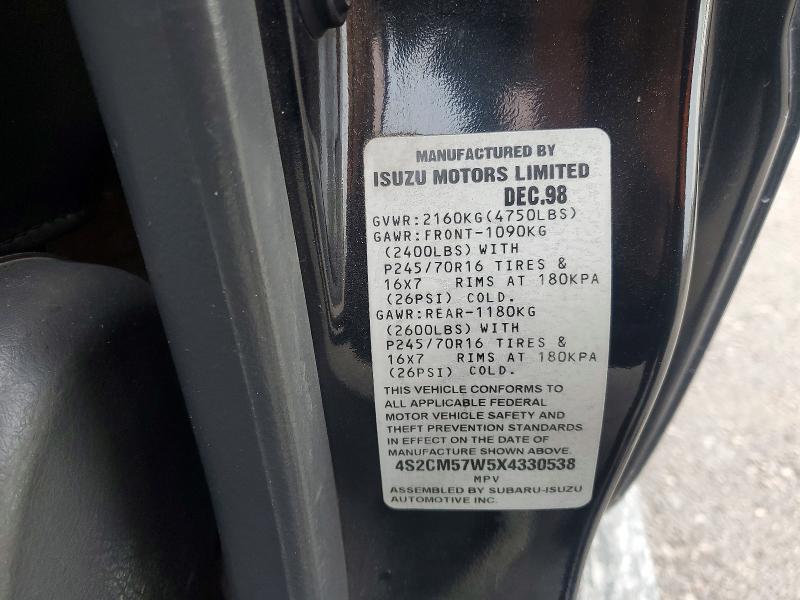 MANUFACTURED BY
ISUZU MOTORS LIMITED
DEC.98
GVWR:2160KG(4750LBS)
GAWR:FRONT-1090KG
(2400LBS) WITH
P245/70R16 TIRES &
16X7 RIMS AT 180KPA
(26PSI) COLD.
GAWR:REAR-1180KG
(2600LBS) WITH
P245/70R16 TIRES &
16X7 RIMS AT 180KPA
(26PSI) COLD.
THIS VEHICLE CONFORMS TO
ALL APPLICABLE FEDERAL
MOTOR VEHICLE SAFETY AND
THEFT PREVENTION STANDARDS
IN EFFECT ON THE DATE OF
MANUFACTURE SHOWN ABOVE.
4S2CM57W5X4330538
MPV
ASSEMBLED BY SUBARU-ISUZU
AUTOMOTIVE INC.